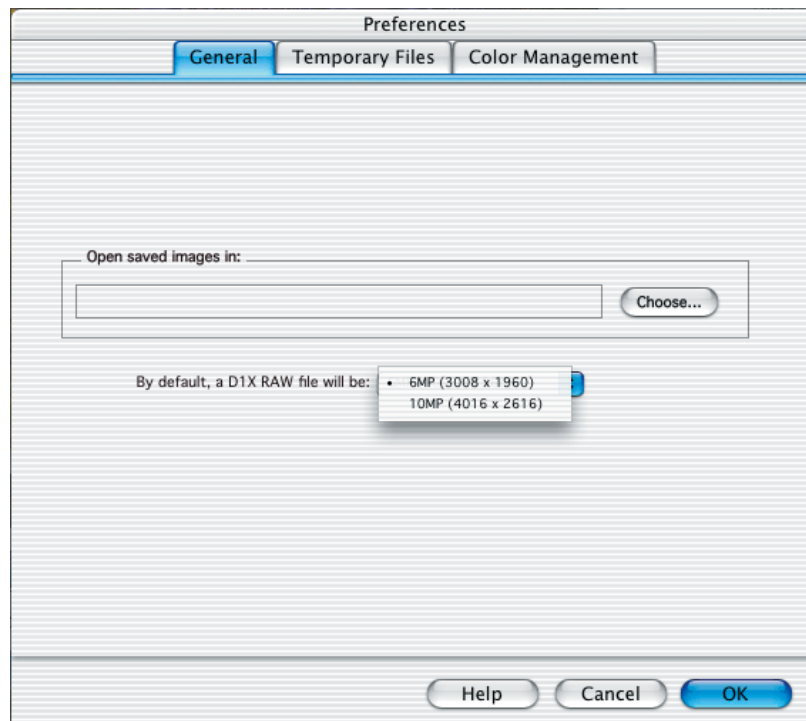 Preferences
General Temporary Files Color Management
Open saved images in:
Choose...
By default, a D1X RAW file will be: • 6MP (3008 x 1960)
10MP (4016 x 2616)
Help Cancel OK